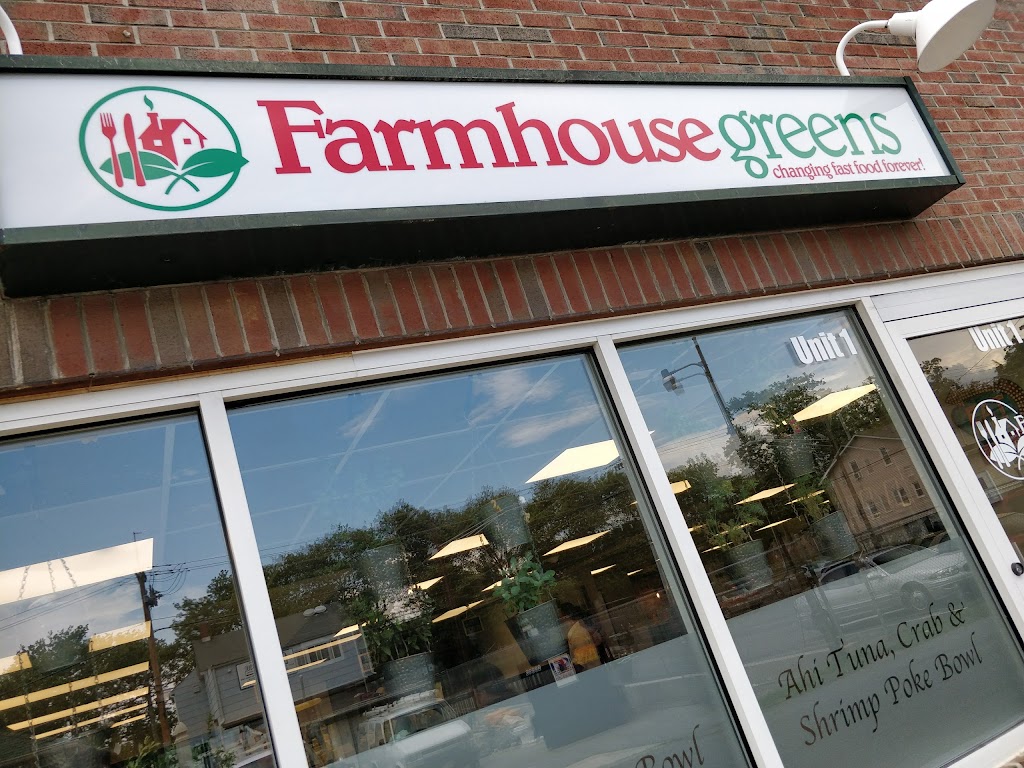 Farmhouse greens
changing fast food forever!
Unit 1
Unit 1
Ahi Tuna, Crab &
Shrimp Poke Bowl
Bowl